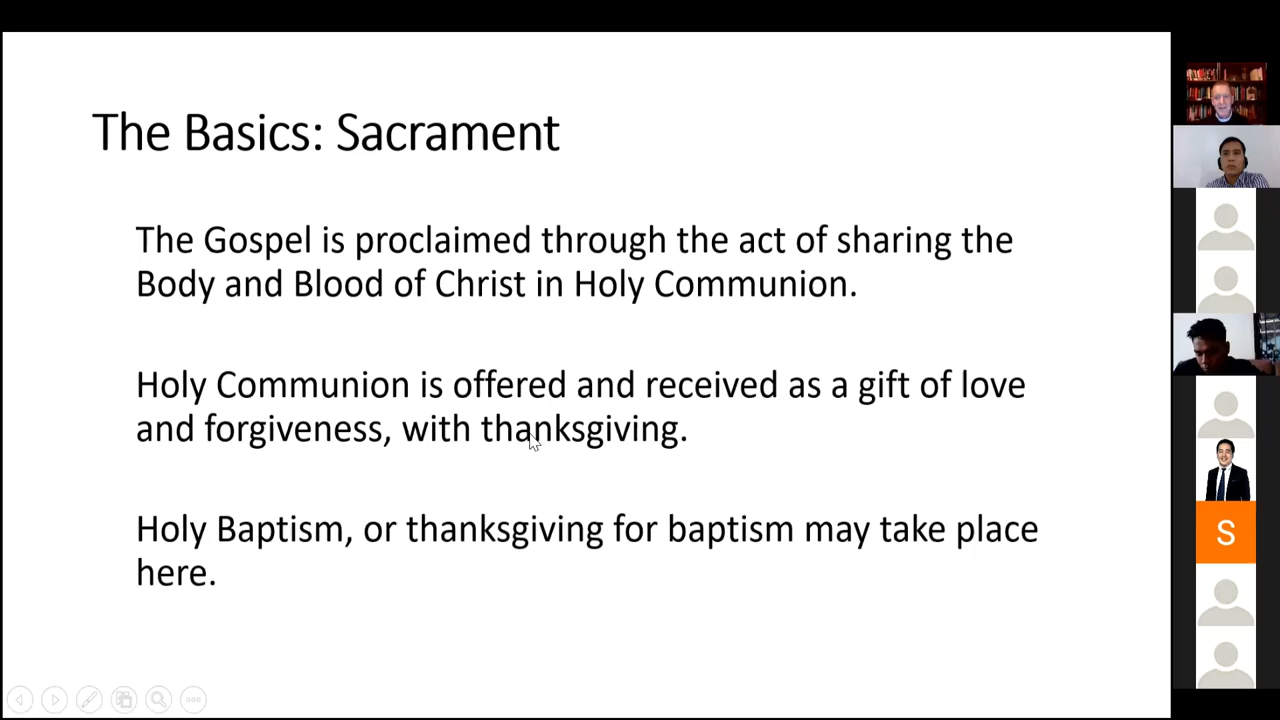 The Basics: Sacrament
The Gospel is proclaimed through the act of sharing the
Body and Blood of Christ in Holy Communion.
Holy Communion is offered and received as a gift of love
and forgiveness, with thanksgiving.
Holy Baptism, or thanksgiving for baptism may take place
here.
S